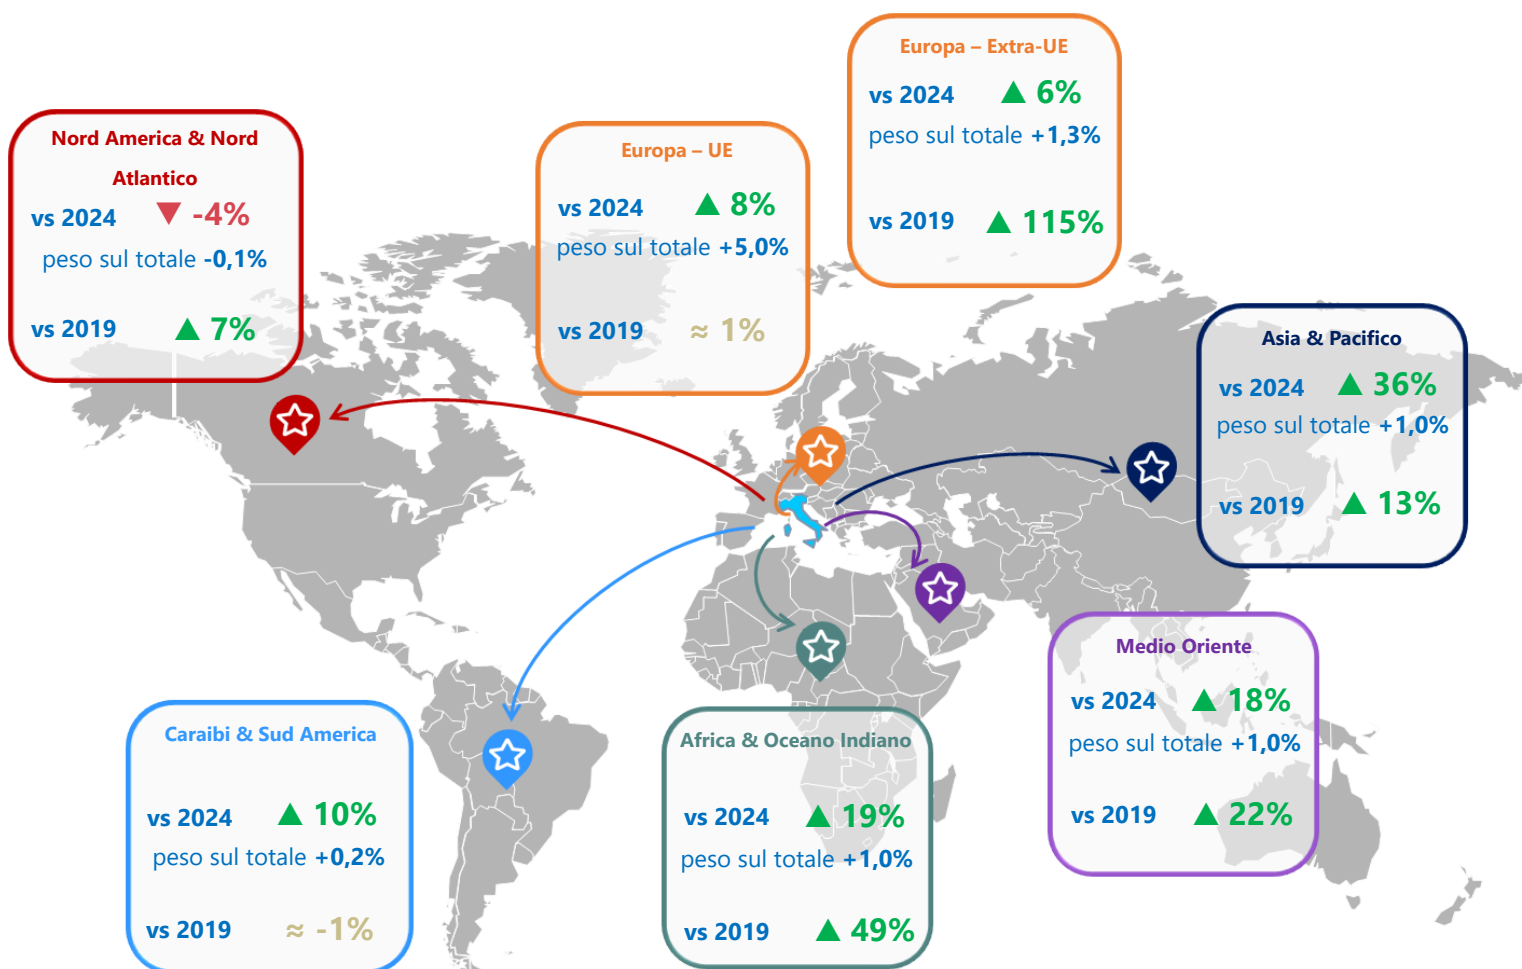 Europa – Extra-UE
vs 2024 ▲ 6%
peso sul totale +1,3%
vs 2019 ▲ 115%
Nord America & Nord
Atlantico
vs 2024 ▼ -4%
peso sul totale -0,1%
vs 2019 ▲ 7%
Europa – UE
vs 2024 ▲ 8%
peso sul totale +5,0%
vs 2019 ≈ 1%
Asia & Pacifico
vs 2024 ▲ 36%
peso sul totale +1,0%
vs 2019 ▲ 13%
Medio Oriente
vs 2024 ▲ 18%
peso sul totale +1,0%
vs 2019 ▲ 22%
Caraibi & Sud America
vs 2024 ▲ 10%
peso sul totale +0,2%
vs 2019 ≈ -1%
Africa & Oceano Indiano
vs 2024 ▲ 19%
peso sul totale +1,0%
vs 2019 ▲ 49%